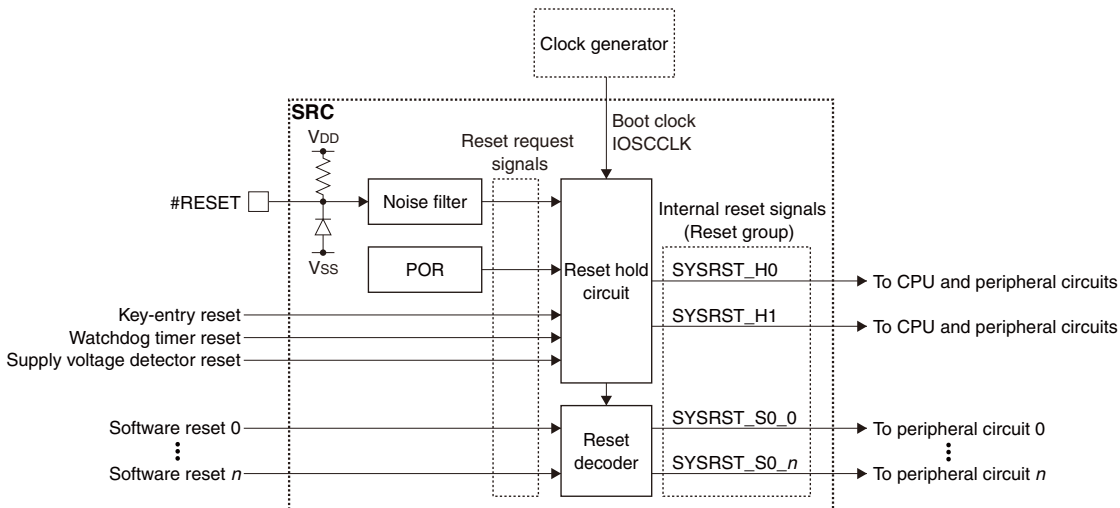 Clock generator
SRC
VDD
Boot clock
IOSCCLK
Reset request
signals
#RESET
Noise filter
Internal reset signals
(Reset group)
VSS
POR
Reset hold
circuit
SYSRST_H0
To CPU and peripheral circuits
Key-entry reset
SYSRST_H1
To CPU and peripheral circuits
Watchdog timer reset
Supply voltage detector reset
Software reset 0
Reset
decoder
SYSRST_S0_0
To peripheral circuit 0
Software reset n
SYSRST_S0_n
To peripheral circuit n